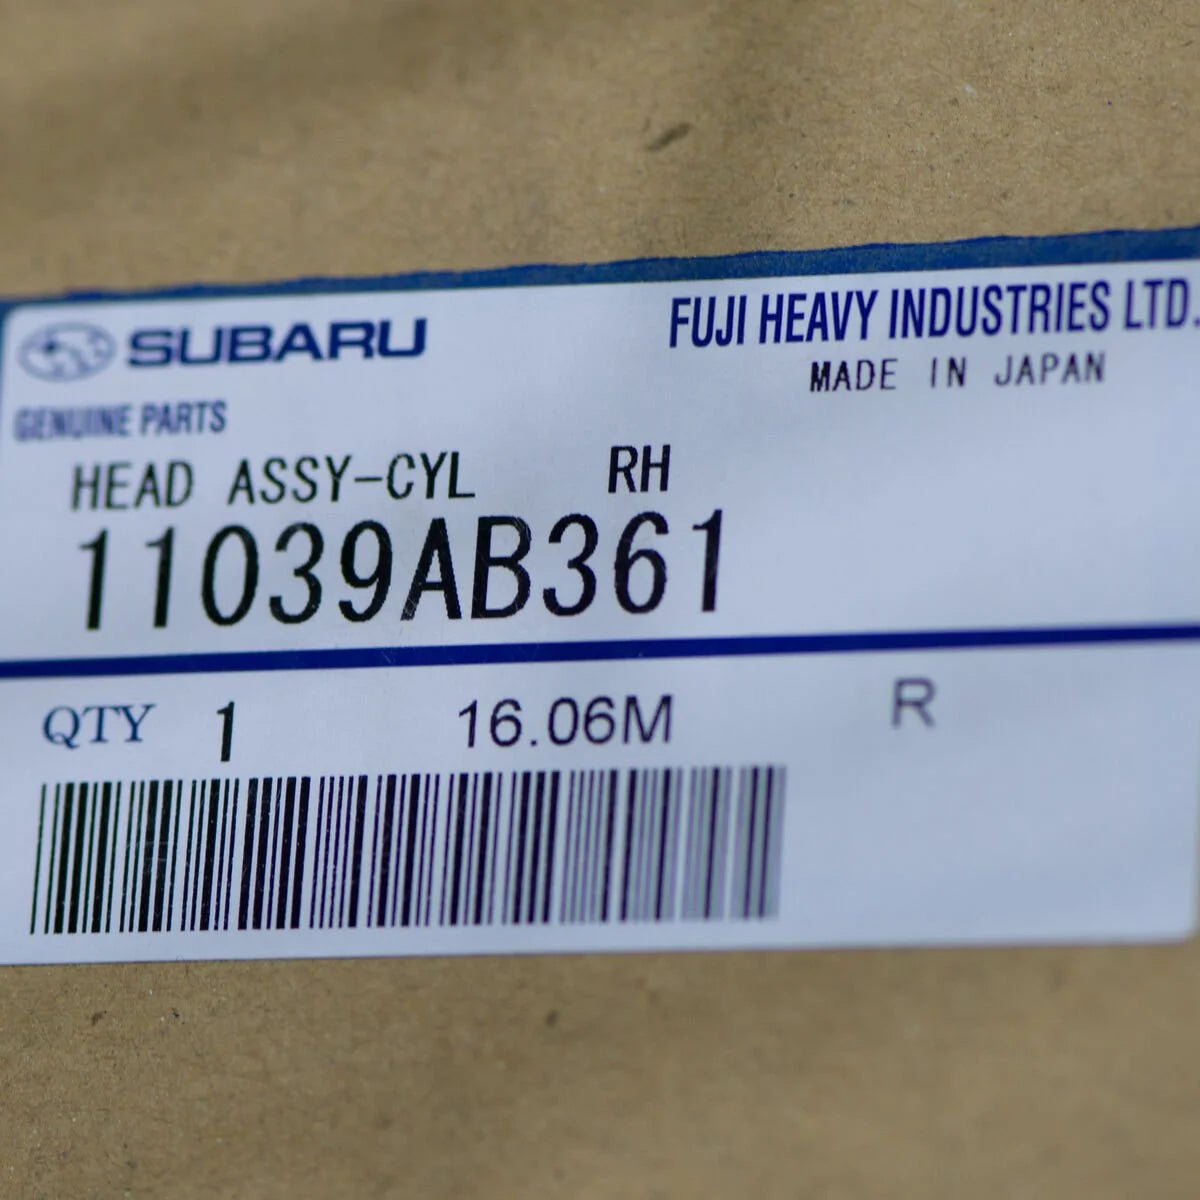 SUBARU
FUJI HEAVY INDUSTRIES LTD.
MADE IN JAPAN
GENUINE PARTS
HEAD ASSY-CYL RH
11039AB361
QTY 1 16.06M R